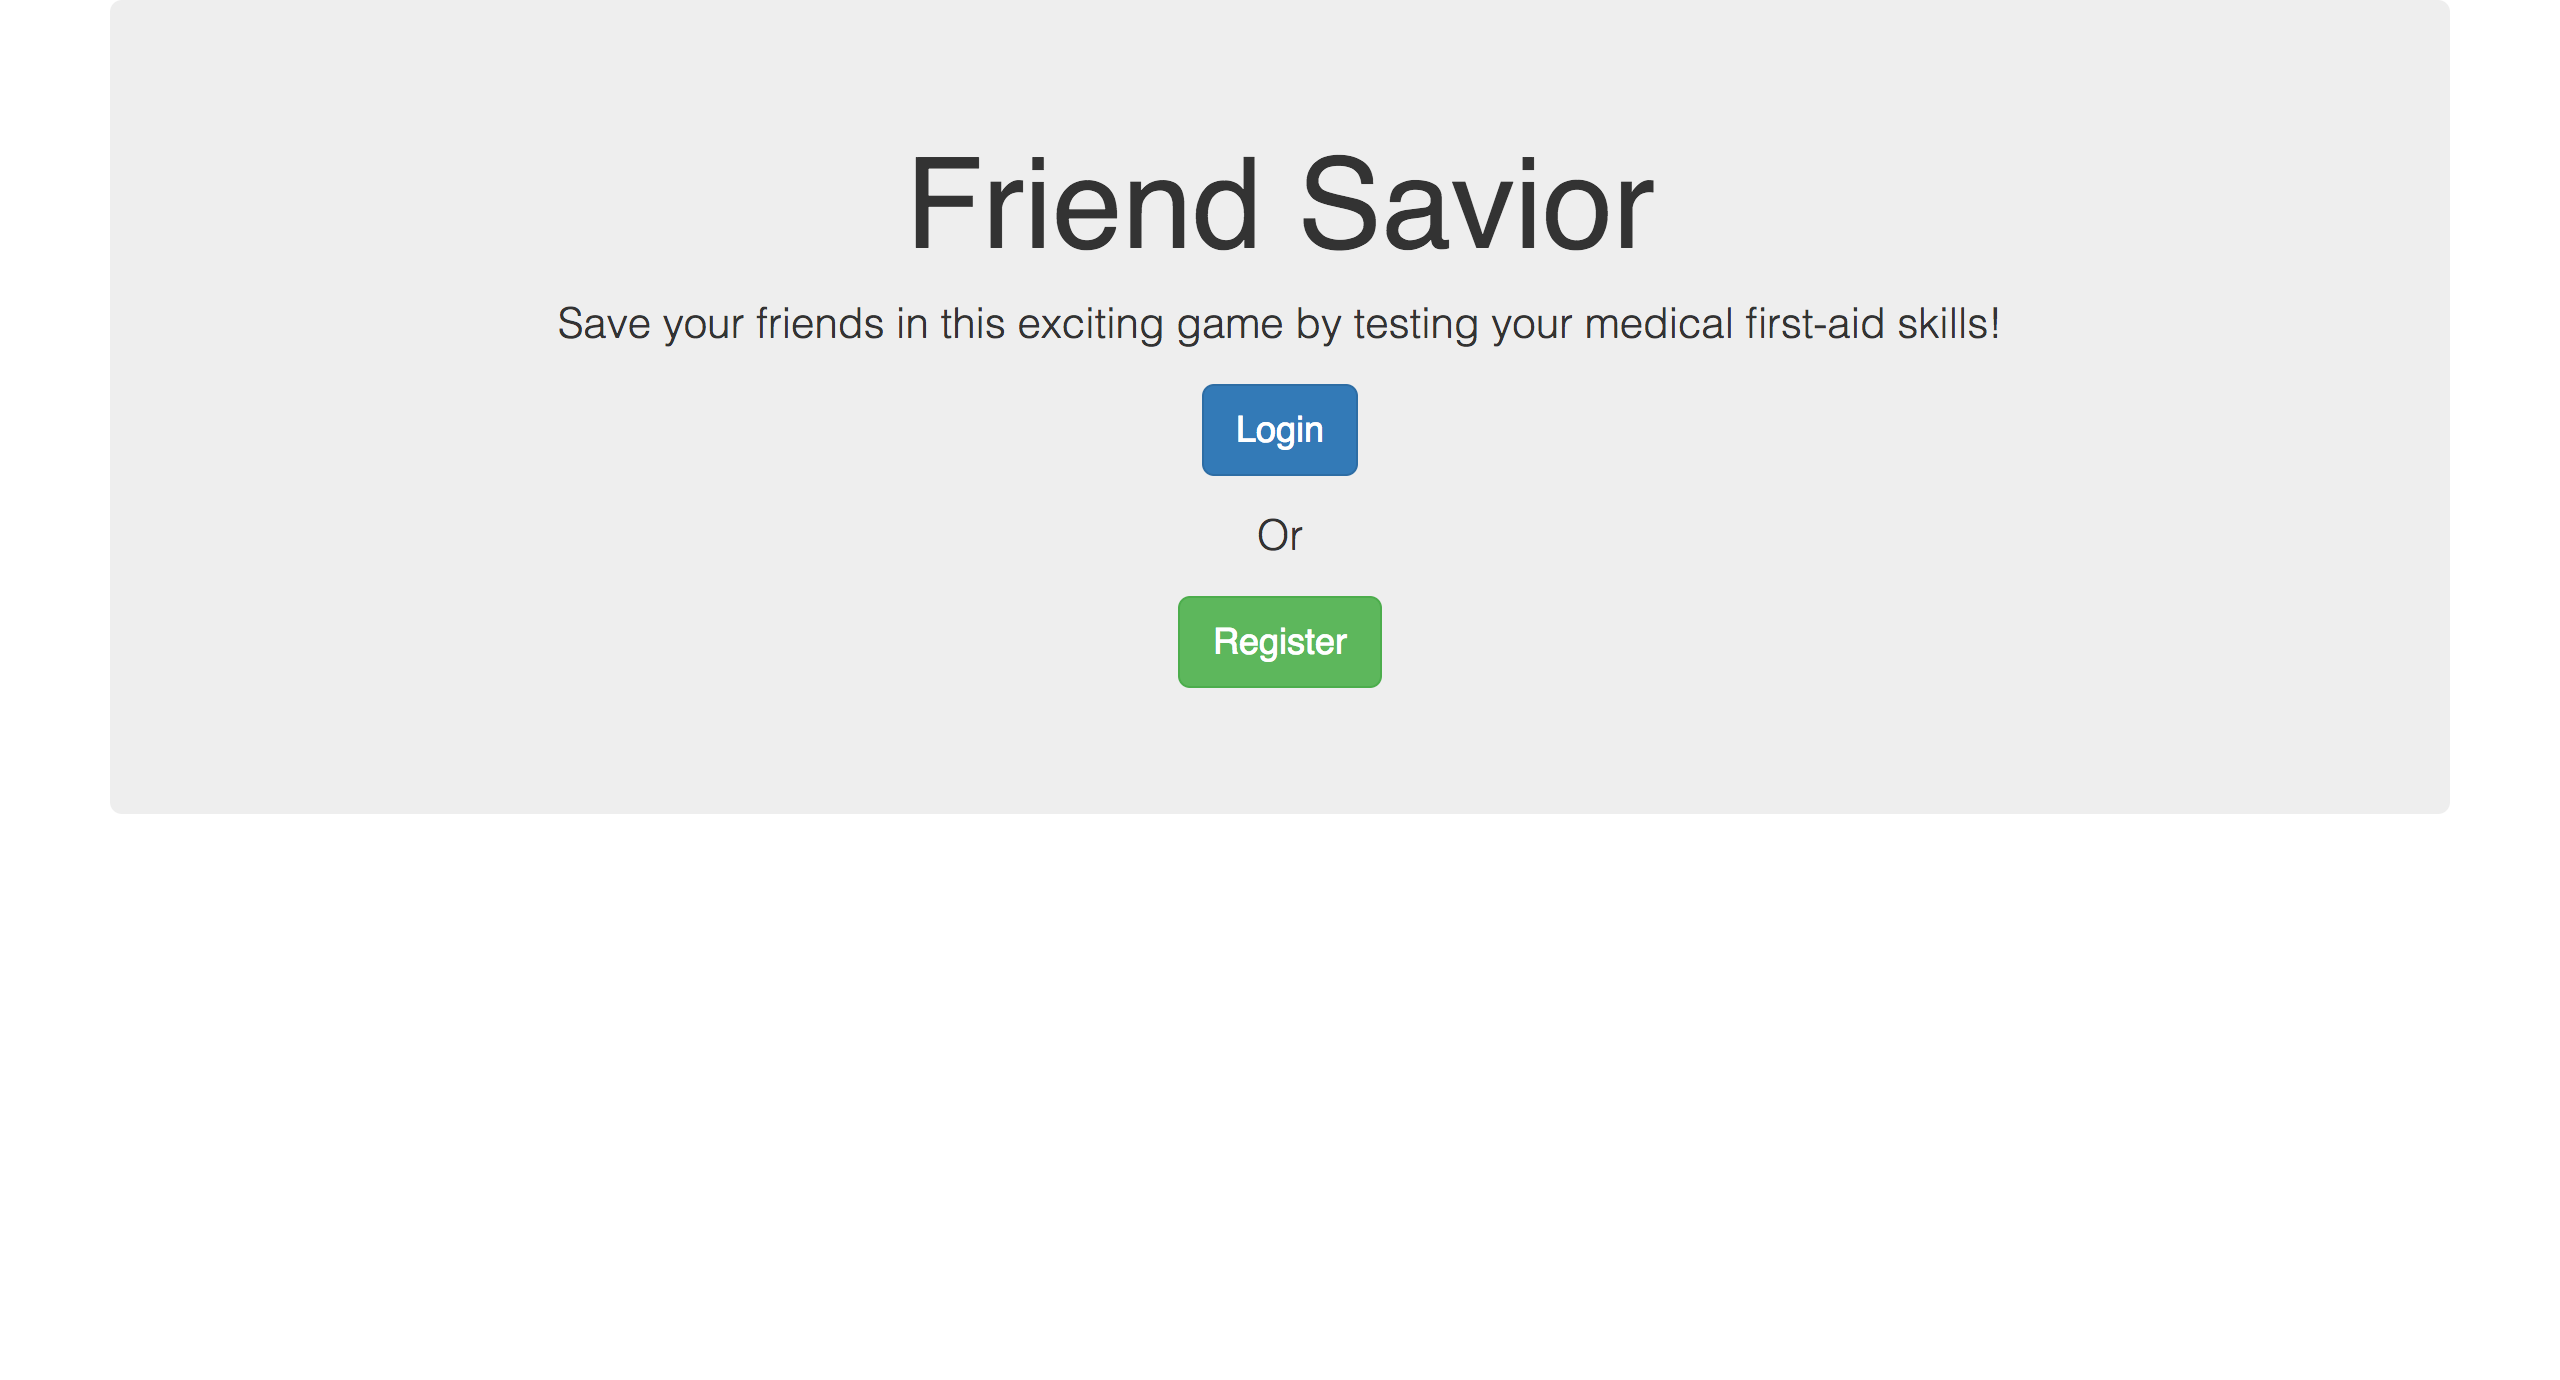 Friend Savior
Save your friends in this exciting game by testing your medical first-aid skills!
Login
Or
Register